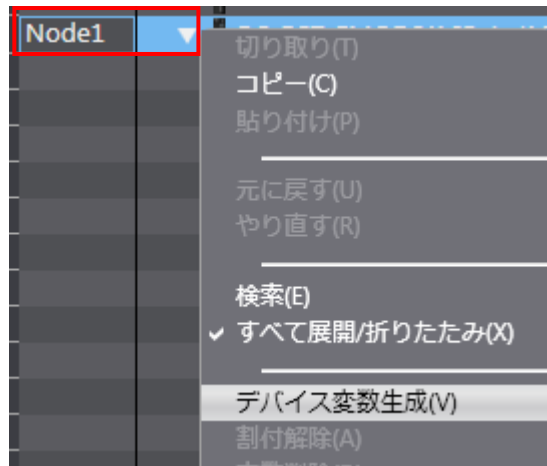 Node1 ▼
切り取り(T)
コピー(C)
貼り付け(P)
元に戻す(U)
やり直す(R)
検索(E)
✓ すべて展開/折りたたみ(X)
デバイス変数生成(V)
割付解除(A)